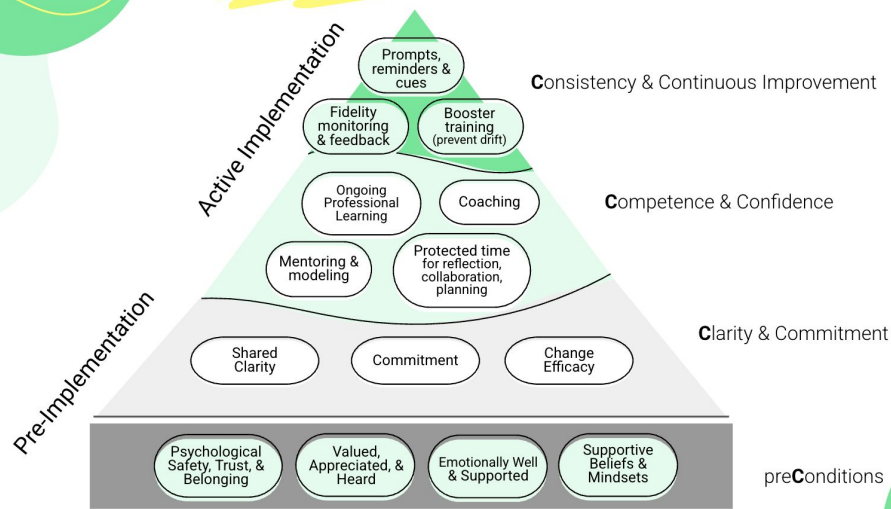 Active Implementation
Prompts,
reminders &
cues
Consistency & Continuous Improvement
Fidelity
monitoring
& feedback
Booster
training
(prevent drift)
Ongoing
Professional
Learning
Coaching
Competence & Confidence
Mentoring &
modeling
Protected time
for reflection,
collaboration,
planning
Pre-Implementation
Clarity & Commitment
Shared
Clarity
Commitment
Change
Efficacy
Psychological
Safety, Trust, &
Belonging
Valued,
Appreciated, &
Heard
Emotionally Well
& Supported
Supportive
Beliefs &
Mindsets
preConditions